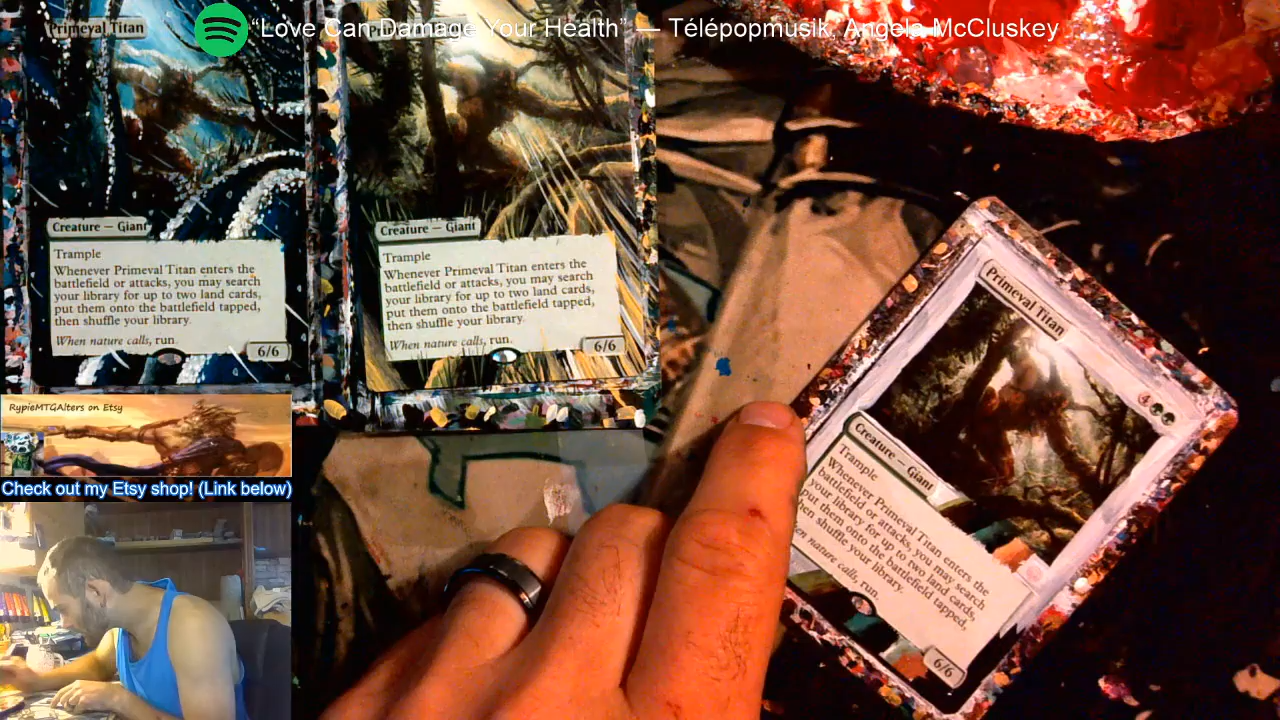 “Love Can Damage Your Health” — Télépopmusik, Angela McCluskey
Primeval Titan
Creature — Giant
Trample
Whenever Primeval Titan enters the
battlefield or attacks, you may search
your library for up to two land cards,
put them onto the battlefield tapped,
then shuffle your library.
When nature calls, run.
6/6
Creature — Giant
Trample
Whenever Primeval Titan enters the
battlefield or attacks, you may search
your library for up to two land cards,
put them onto the battlefield tapped,
then shuffle your library.
When nature calls, run.
6/6
Primeval Titan
4
Creature — Giant
Trample
Whenever Primeval Titan enters the
battlefield or attacks, you may search
your library for up to two land cards,
put them onto the battlefield tapped,
then shuffle your library.
nature calls, run.
6/6
RypieMTGAlters on Etsy
Check out my Etsy shop! (Link below)